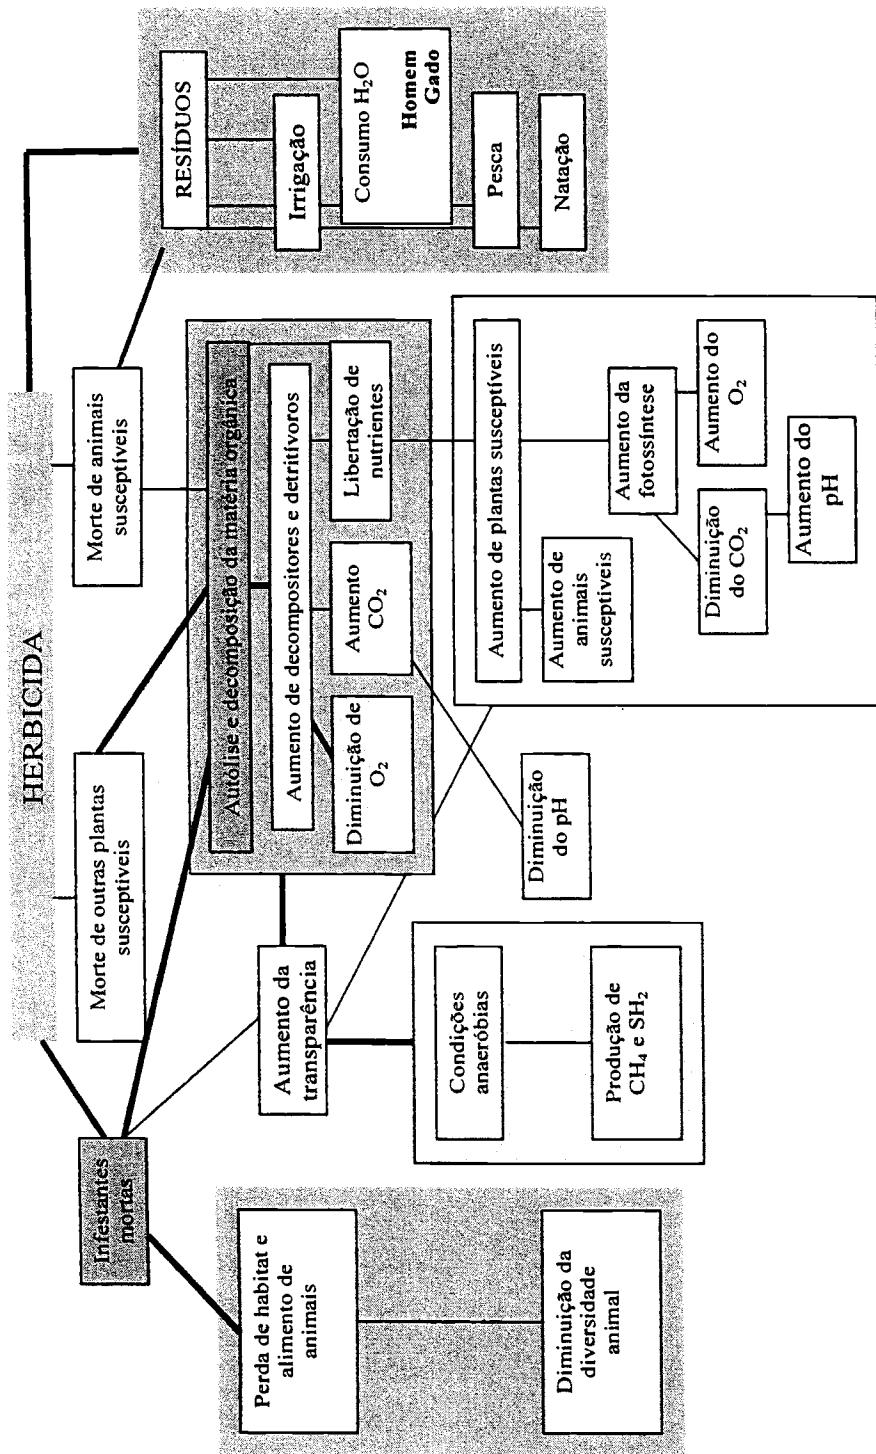 HERBICIDA
Infestantes
mortas
Morte de outras plantas
susceptíveis
Morte de animais
susceptíveis
RESÍDUOS
Irrigação
Consumo H₂O
Homem
Gado
Pesca
Natação
Perda de habitat e
alimento de
animais
Diminuição da
diversidade
animal
Aumento da
transparência
Condições
anaeróbias
Produção de
CH₄ e SH₂
Autólise e decomposição da matéria orgânica
Aumento de decompositores e detritívoros
Diminuição de
O₂
Aumento
CO₂
Libertação de
nutrientes
Diminuição
do pH
Aumento de plantas susceptíveis
Aumento de
animais
susceptíveis
Aumento da
fotossíntese
Diminuição
do CO₂
Aumento do
O₂
Aumento do
pH